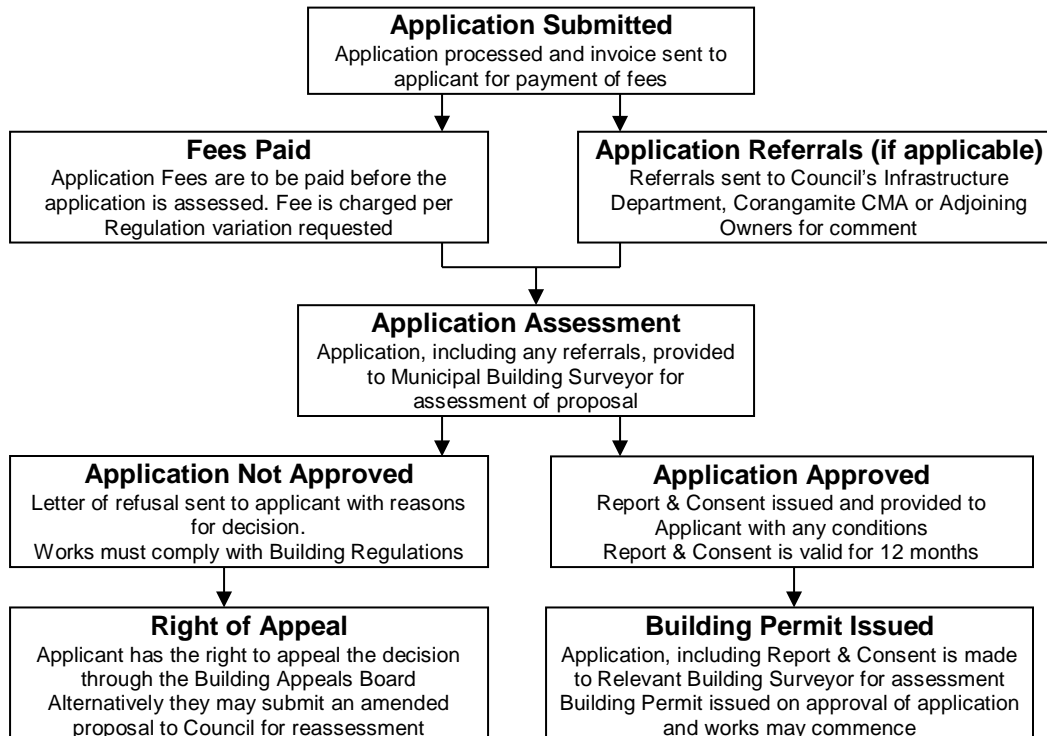 Application Submitted
Application processed and invoice sent to
applicant for payment of fees
Fees Paid
Application Fees are to be paid before the
application is assessed. Fee is charged per
Regulation variation requested
Application Referrals (if applicable)
Referrals sent to Council's Infrastructure
Department, Corangamite CMA or Adjoining
Owners for comment
Application Assessment
Application, including any referrals, provided
to Municipal Building Surveyor for
assessment of proposal
Application Not Approved
Letter of refusal sent to applicant with reasons
for decision.
Works must comply with Building Regulations
Application Approved
Report & Consent issued and provided to
Applicant with any conditions
Report & Consent is valid for 12 months
Right of Appeal
Applicant has the right to appeal the decision
through the Building Appeals Board
Alternatively they may submit an amended
proposal to Council for reassessment
Building Permit Issued
Application, including Report & Consent is made
to Relevant Building Surveyor for assessment
Building Permit issued on approval of application
and works may commence